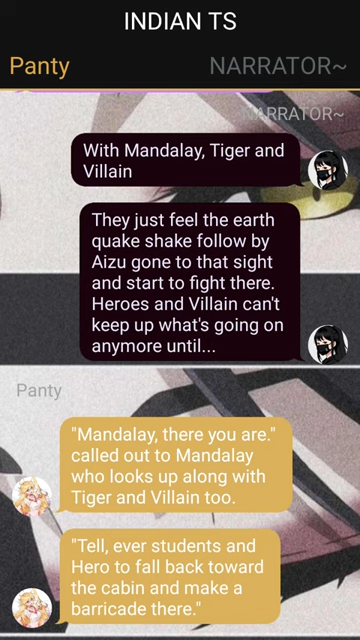 INDIAN TS
Panty
NARRATOR~
NARRATOR~
With Mandalay, Tiger and
Villain
They just feel the earth
quake shake follow by
Aizu gone to that sight
and start to fight there.
Heroes and Villain can't
keep up what's going on
anymore until...
Panty
"Mandalay, there you are."
called out to Mandalay
who looks up along with
Tiger and Villain too.
"Tell, ever students and
Hero to fall back toward
the cabin and make a
barricade there."